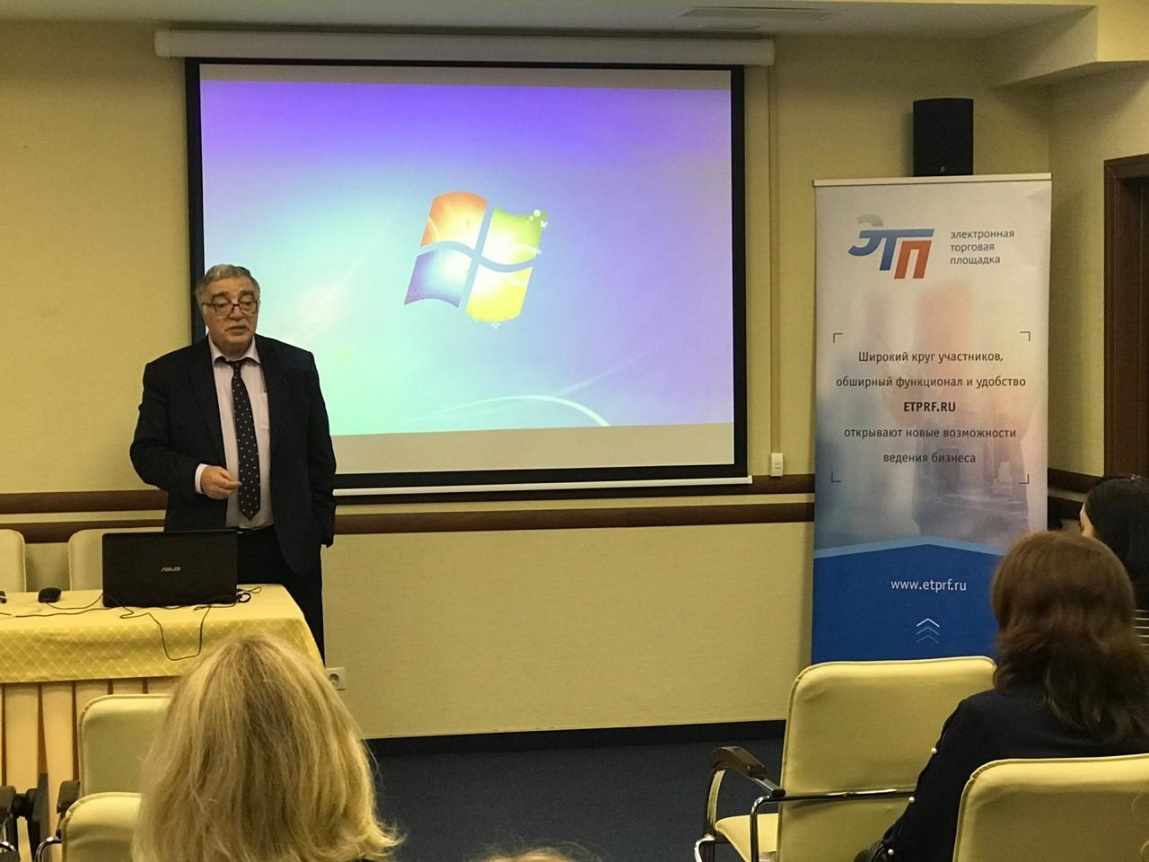 ЭТП
электронная
торговая
площадка
Широкий круг участников,
обширный функционал и удобство
ETPRF.RU
открывают новые возможности
ведения бизнеса
www.etprf.ru
ASUS